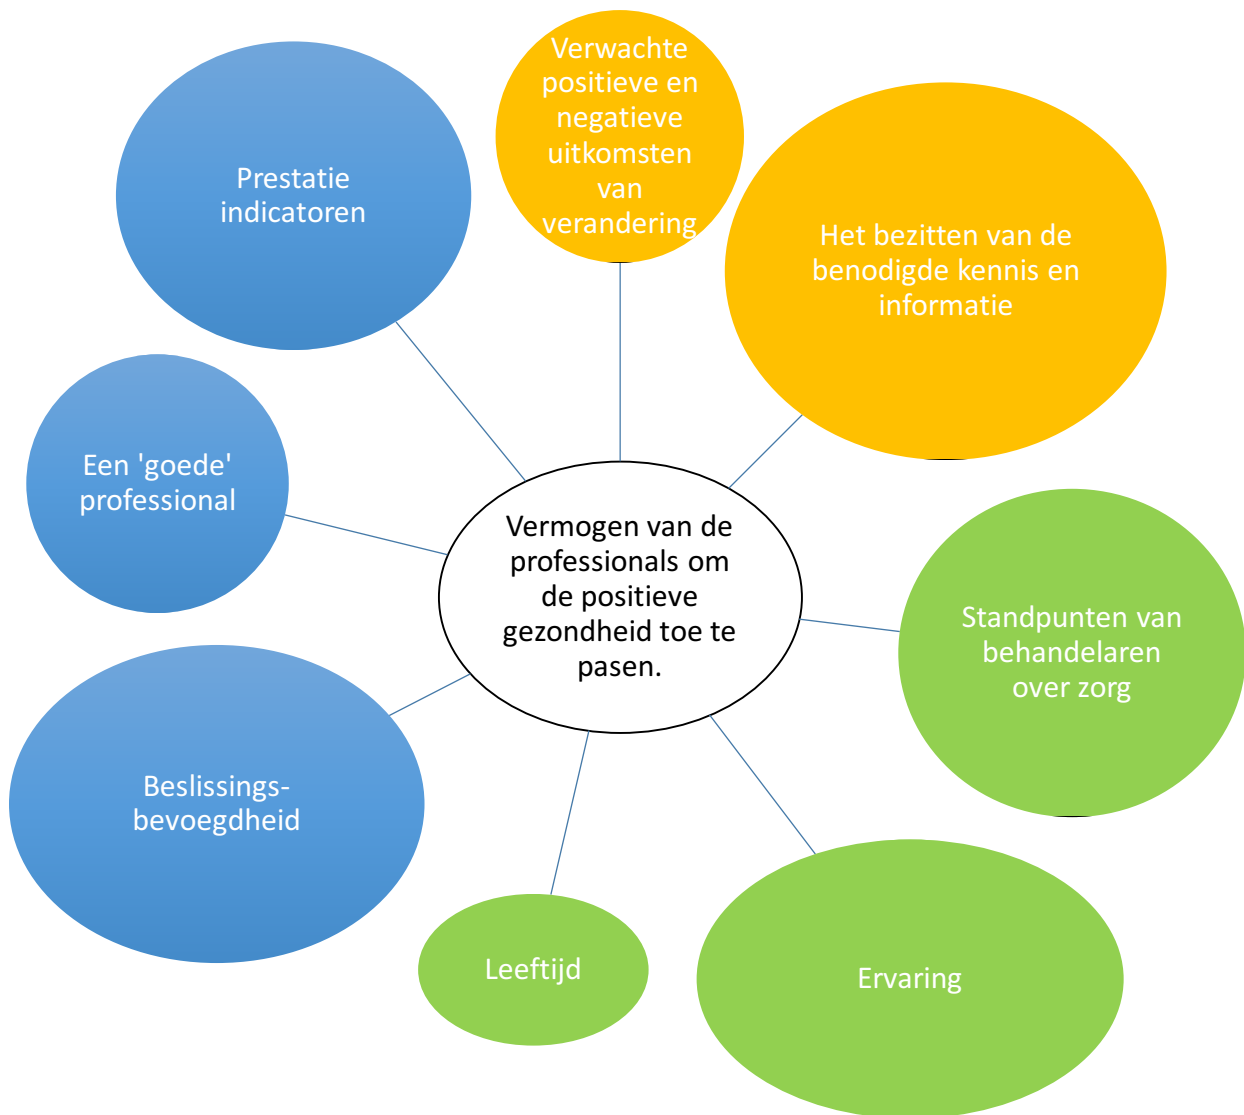 Verwachte
positieve en
negatieve
uitkomsten
van
verandering
Prestatie
indicatoren
Het bezitten van de
benodigde kennis en
informatie
Een 'goede'
professional
Vermogen van de
professionals om
de positieve
gezondheid toe te
pasen.
Standpunten van
behandelaren
over zorg
Beslissings-
bevoegdheid
Leeftijd
Ervaring